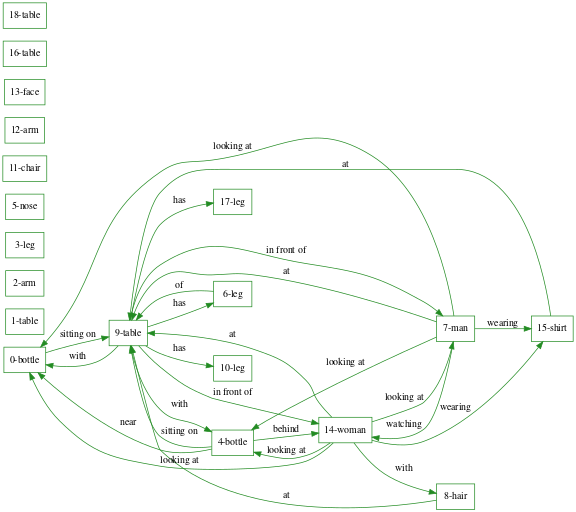 18-table
16-table
13-face
12-arm
11-chair
looking at
at
has
17-leg
5-nose
3-leg
in front of
at
2-arm
of
6-leg
has
1-table
9-table
7-man
wearing
15-shirt
sitting on
0-bottle
with
has
10-leg
at
looking at
with
in front of
looking at
wearing
near
sitting on
4-bottle
behind
14-woman
watching
looking at
looking at
with
at
8-hair